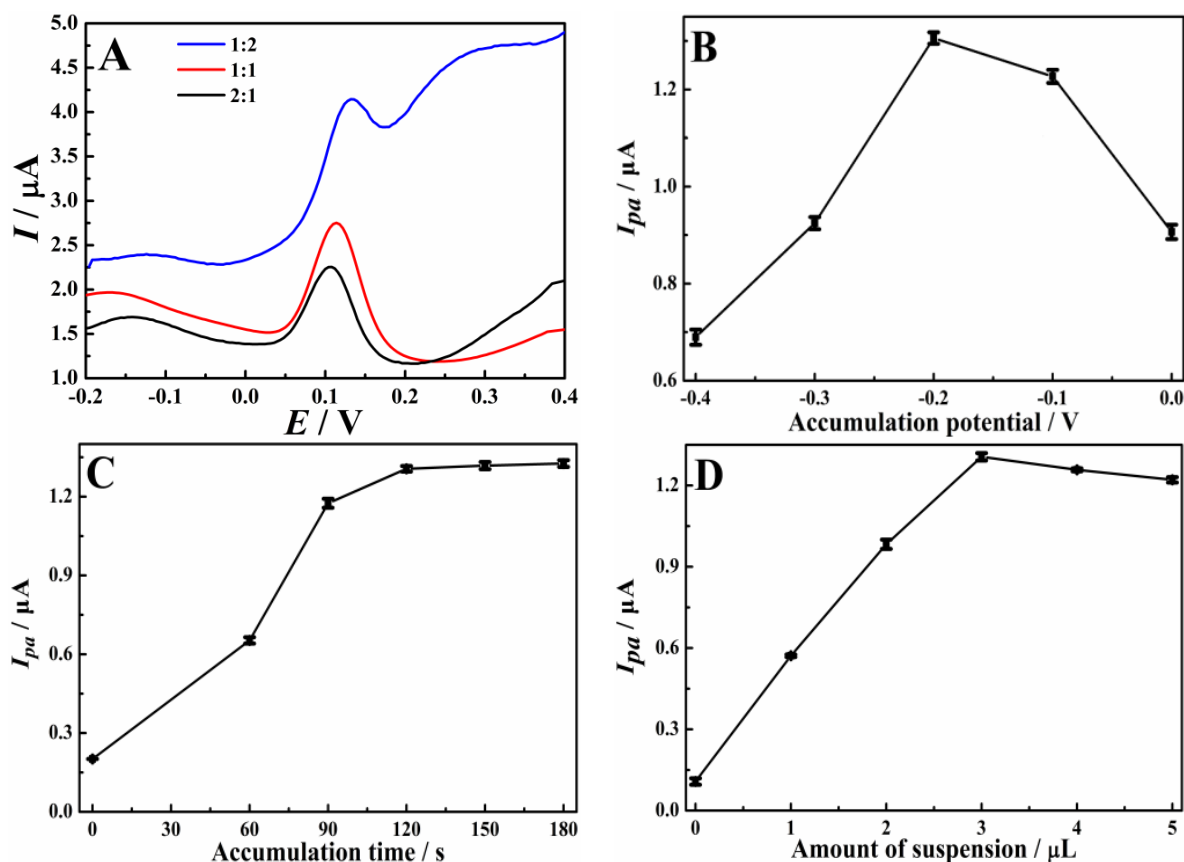 A
1:2
1:1
2:1
5.0
4.5
4.0
3.5
3.0
2.5
2.0
1.5
1.0
I / μA
-0.2 -0.1 0.0 0.1 0.2 0.3 0.4
E / V
B
1.2
1.0
0.8
0.6
Ipa / μA
-0.4 -0.3 -0.2 -0.1 0.0
Accumulation potential / V
C
1.2
0.9
0.6
0.3
0.0
Ipa / μA
0 30 60 90 120 150 180
Accumulation time / s
D
1.2
0.9
0.6
0.3
0.0
Ipa / μA
0 1 2 3 4 5
Amount of suspension / μL